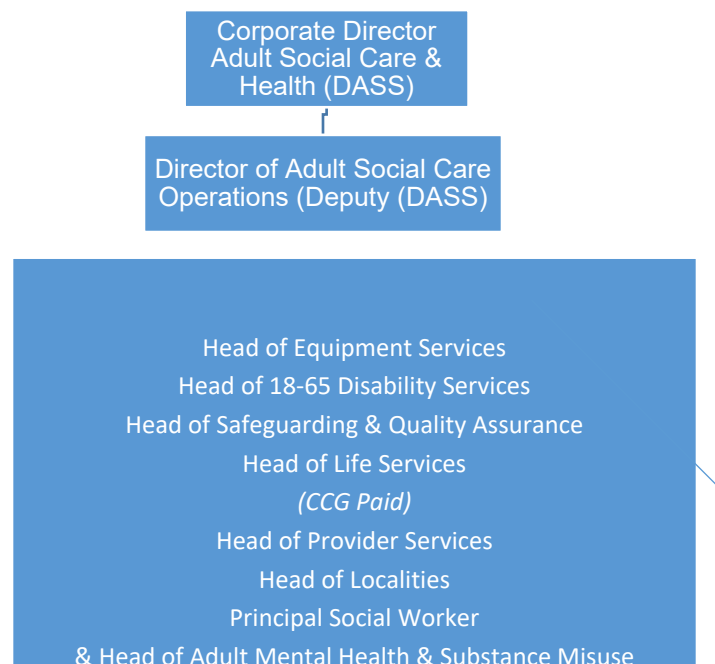 Corporate Director
Adult Social Care &
Health (DASS)
Director of Adult Social Care
Operations (Deputy (DASS)
Head of Equipment Services
Head of 18-65 Disability Services
Head of Safeguarding & Quality Assurance
Head of Life Services
(CCG Paid)
Head of Provider Services
Head of Localities
Principal Social Worker
& Head of Adult Mental Health & Substance Misuse